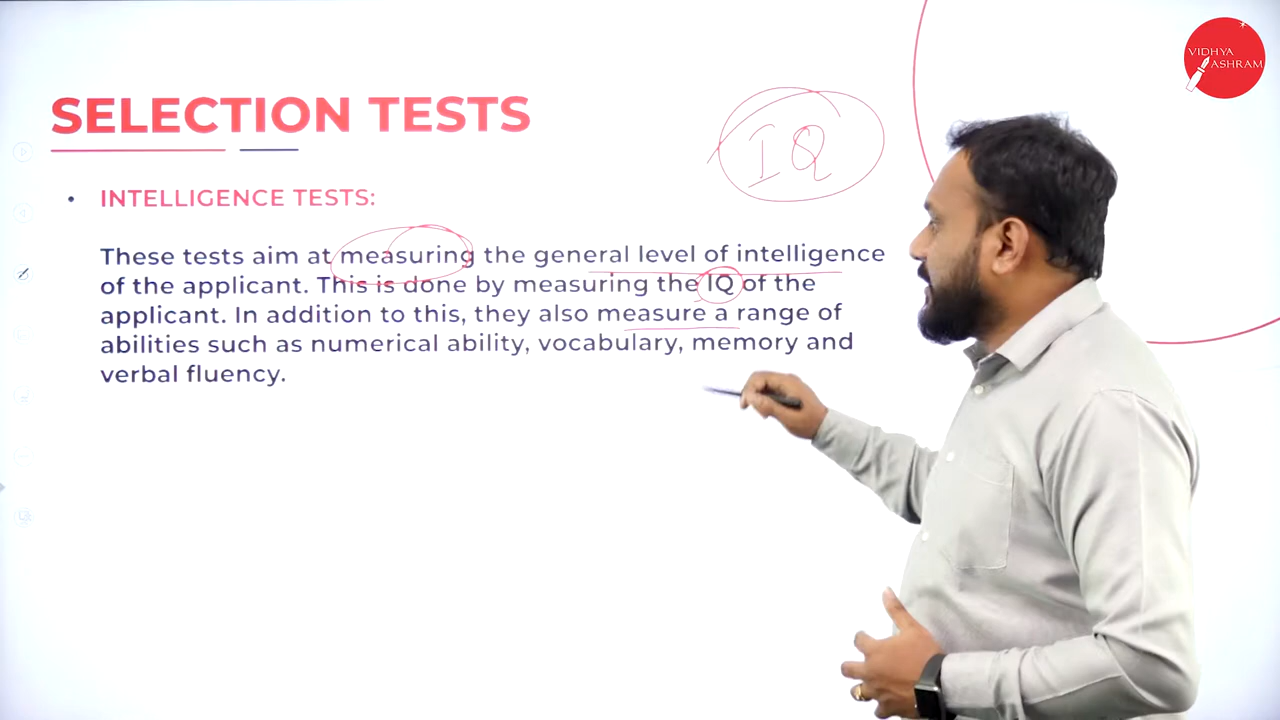 VIDHYA
ASHRAM
SELECTION TESTS
IQ
• INTELLIGENCE TESTS:
These tests aim at measuring the general level of intelligence
of the applicant. This is done by measuring the IQ of the
applicant. In addition to this, they also measure a range of
abilities such as numerical ability, vocabulary, memory and
verbal fluency.